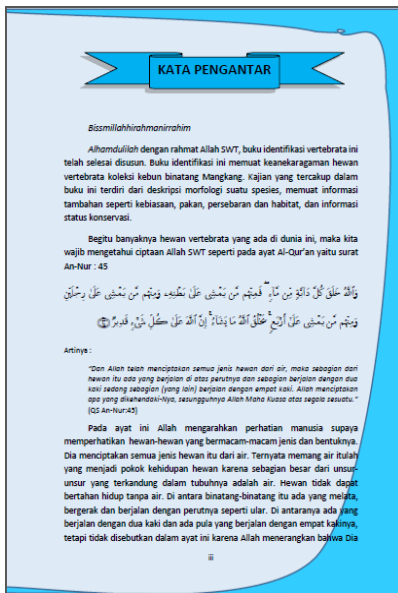 KATA PENGANTAR
Bissmillahhirahmanirrahim
Alhamdulilah dengan rahmat Allah SWT, buku identifikasi vertebrata ini
telah selesai disusun. Buku identifikasi ini memuat keanekaragaman hewan
vertebrata koleksi kebun binatang Mangkang. Kajian yang tercakup dalam
buku ini terdiri dari deskripsi morfologi suatu spesies, memuat informasi
tambahan seperti kebiasaan, pakan, persebaran dan habitat, dan informasi
status konservasi.
Begitu banyaknya hewan vertebrata yang ada di dunia ini, maka kita
wajib mengetahui ciptaan Allah SWT seperti pada ayat Al-Qur’an yaitu surat
An-Nur : 45
وَٱللَّهُ خَلَقَ كُلَّ دَآبَّةٍ مِّن مَّآءٍ ۖ فَمِنْهُم مَّن يَمْشِى عَلَىٰ بَطْنِهِۦ وَمِنْهُم مَّن يَمْشِى عَلَىٰ رِجْلَيْنِ
وَمِنْهُم مَّن يَمْشِى عَلَىٰٓ أَرْبَعٍ ۚ يَخْلُقُ ٱللَّهُ مَا يَشَآءُ ۚ إِنَّ ٱللَّهَ عَلَىٰ كُلِّ شَىْءٍ قَدِيرٌ ﴿٤٥﴾
Artinya :
“Dan Allah telah menciptakan semua jenis hewan dari air, maka sebagian dari
hewan itu ada yang berjalan di atas perutnya dan sebagian berjalan dengan dua
kaki sedang sebagian (yang lain) berjalan dengan empat kaki. Allah menciptakan
apa yang dikehendaki-Nya, sesungguhnya Allah Maha Kuasa atas segala sesuatu.”
(QS An-Nur:45)
Pada ayat ini Allah mengarahkan perhatian manusia supaya
memperhatikan hewan-hewan yang bermacam-macam jenis dan bentuknya.
Dia menciptakan semua jenis hewan itu dari air. Ternyata memang air itulah
yang menjadi pokok kehidupan hewan karena sebagian besar dari unsur-
unsur yang terkandung dalam tubuhnya adalah air. Hewan tidak dapat
bertahan hidup tanpa air. Di antara binatang-binatang itu ada yang melata,
bergerak dan berjalan dengan perutnya seperti ular. Di antaranya ada yang
berjalan dengan dua kaki dan ada pula yang berjalan dengan empat kakinya,
tetapi tidak disebutkan dalam ayat ini karena Allah menerangkan bahwa Dia
iii